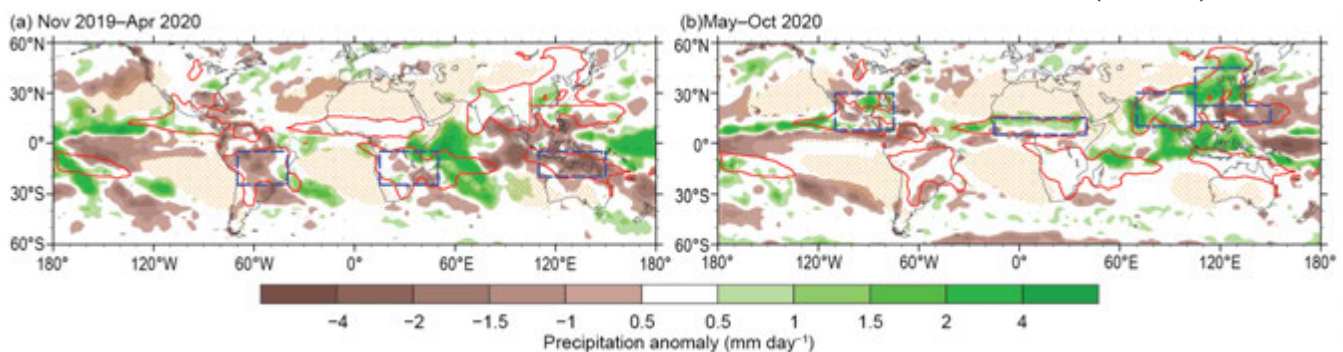 (a) Nov 2019–Apr 2020
(b)May–Oct 2020
60°N
30°N
0°
30°S
60°S
60°N
30°N
0°
30°S
60°S
180° 120°W 60°W 0° 60°E 120°E 180°
180° 120°W 60°W 0° 60°E 120°E 180°
−4 −2 −1.5 −1 0.5 0.5 1 1.5 2 4
Precipitation anomaly (mm day⁻¹)